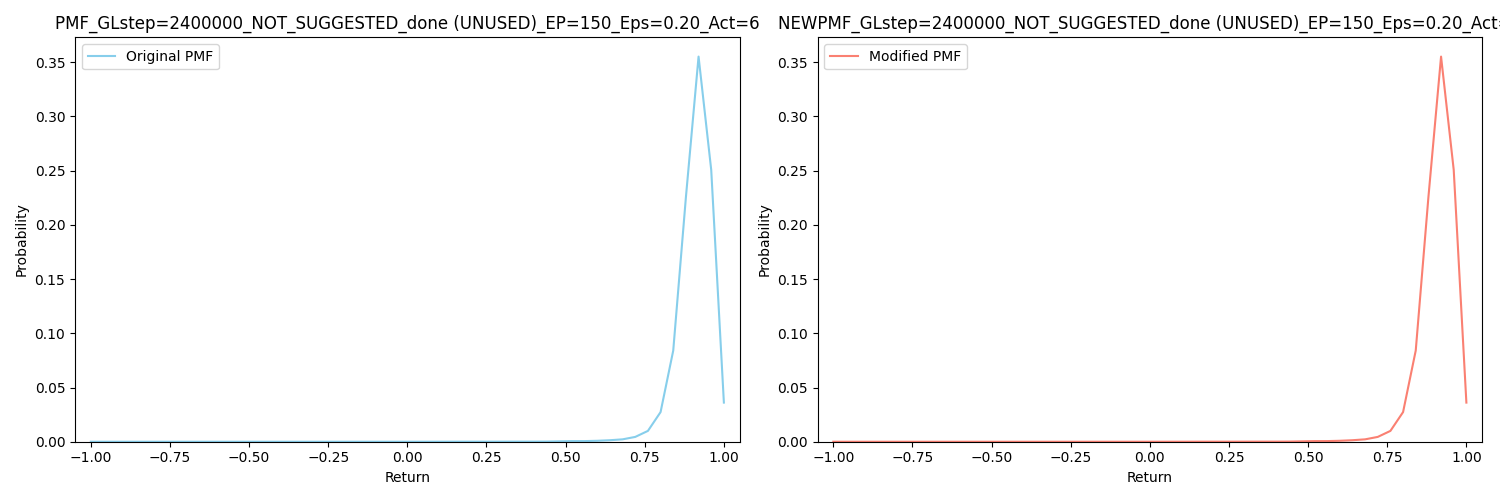 PMF_GLstep=2400000_NOT_SUGGESTED_done (UNUSED)_EP=150_Eps=0.20_Act=6
Original PMF
Probability
0.35
0.30
0.25
0.20
0.15
0.10
0.05
0.00
−1.00 −0.75 −0.50 −0.25 0.00 0.25 0.50 0.75 1.00
Return
NEWPMF_GLstep=2400000_NOT_SUGGESTED_done (UNUSED)_EP=150_Eps=0.20_Act=
Modified PMF
Probability
0.35
0.30
0.25
0.20
0.15
0.10
0.05
0.00
−1.00 −0.75 −0.50 −0.25 0.00 0.25 0.50 0.75 1.00
Return